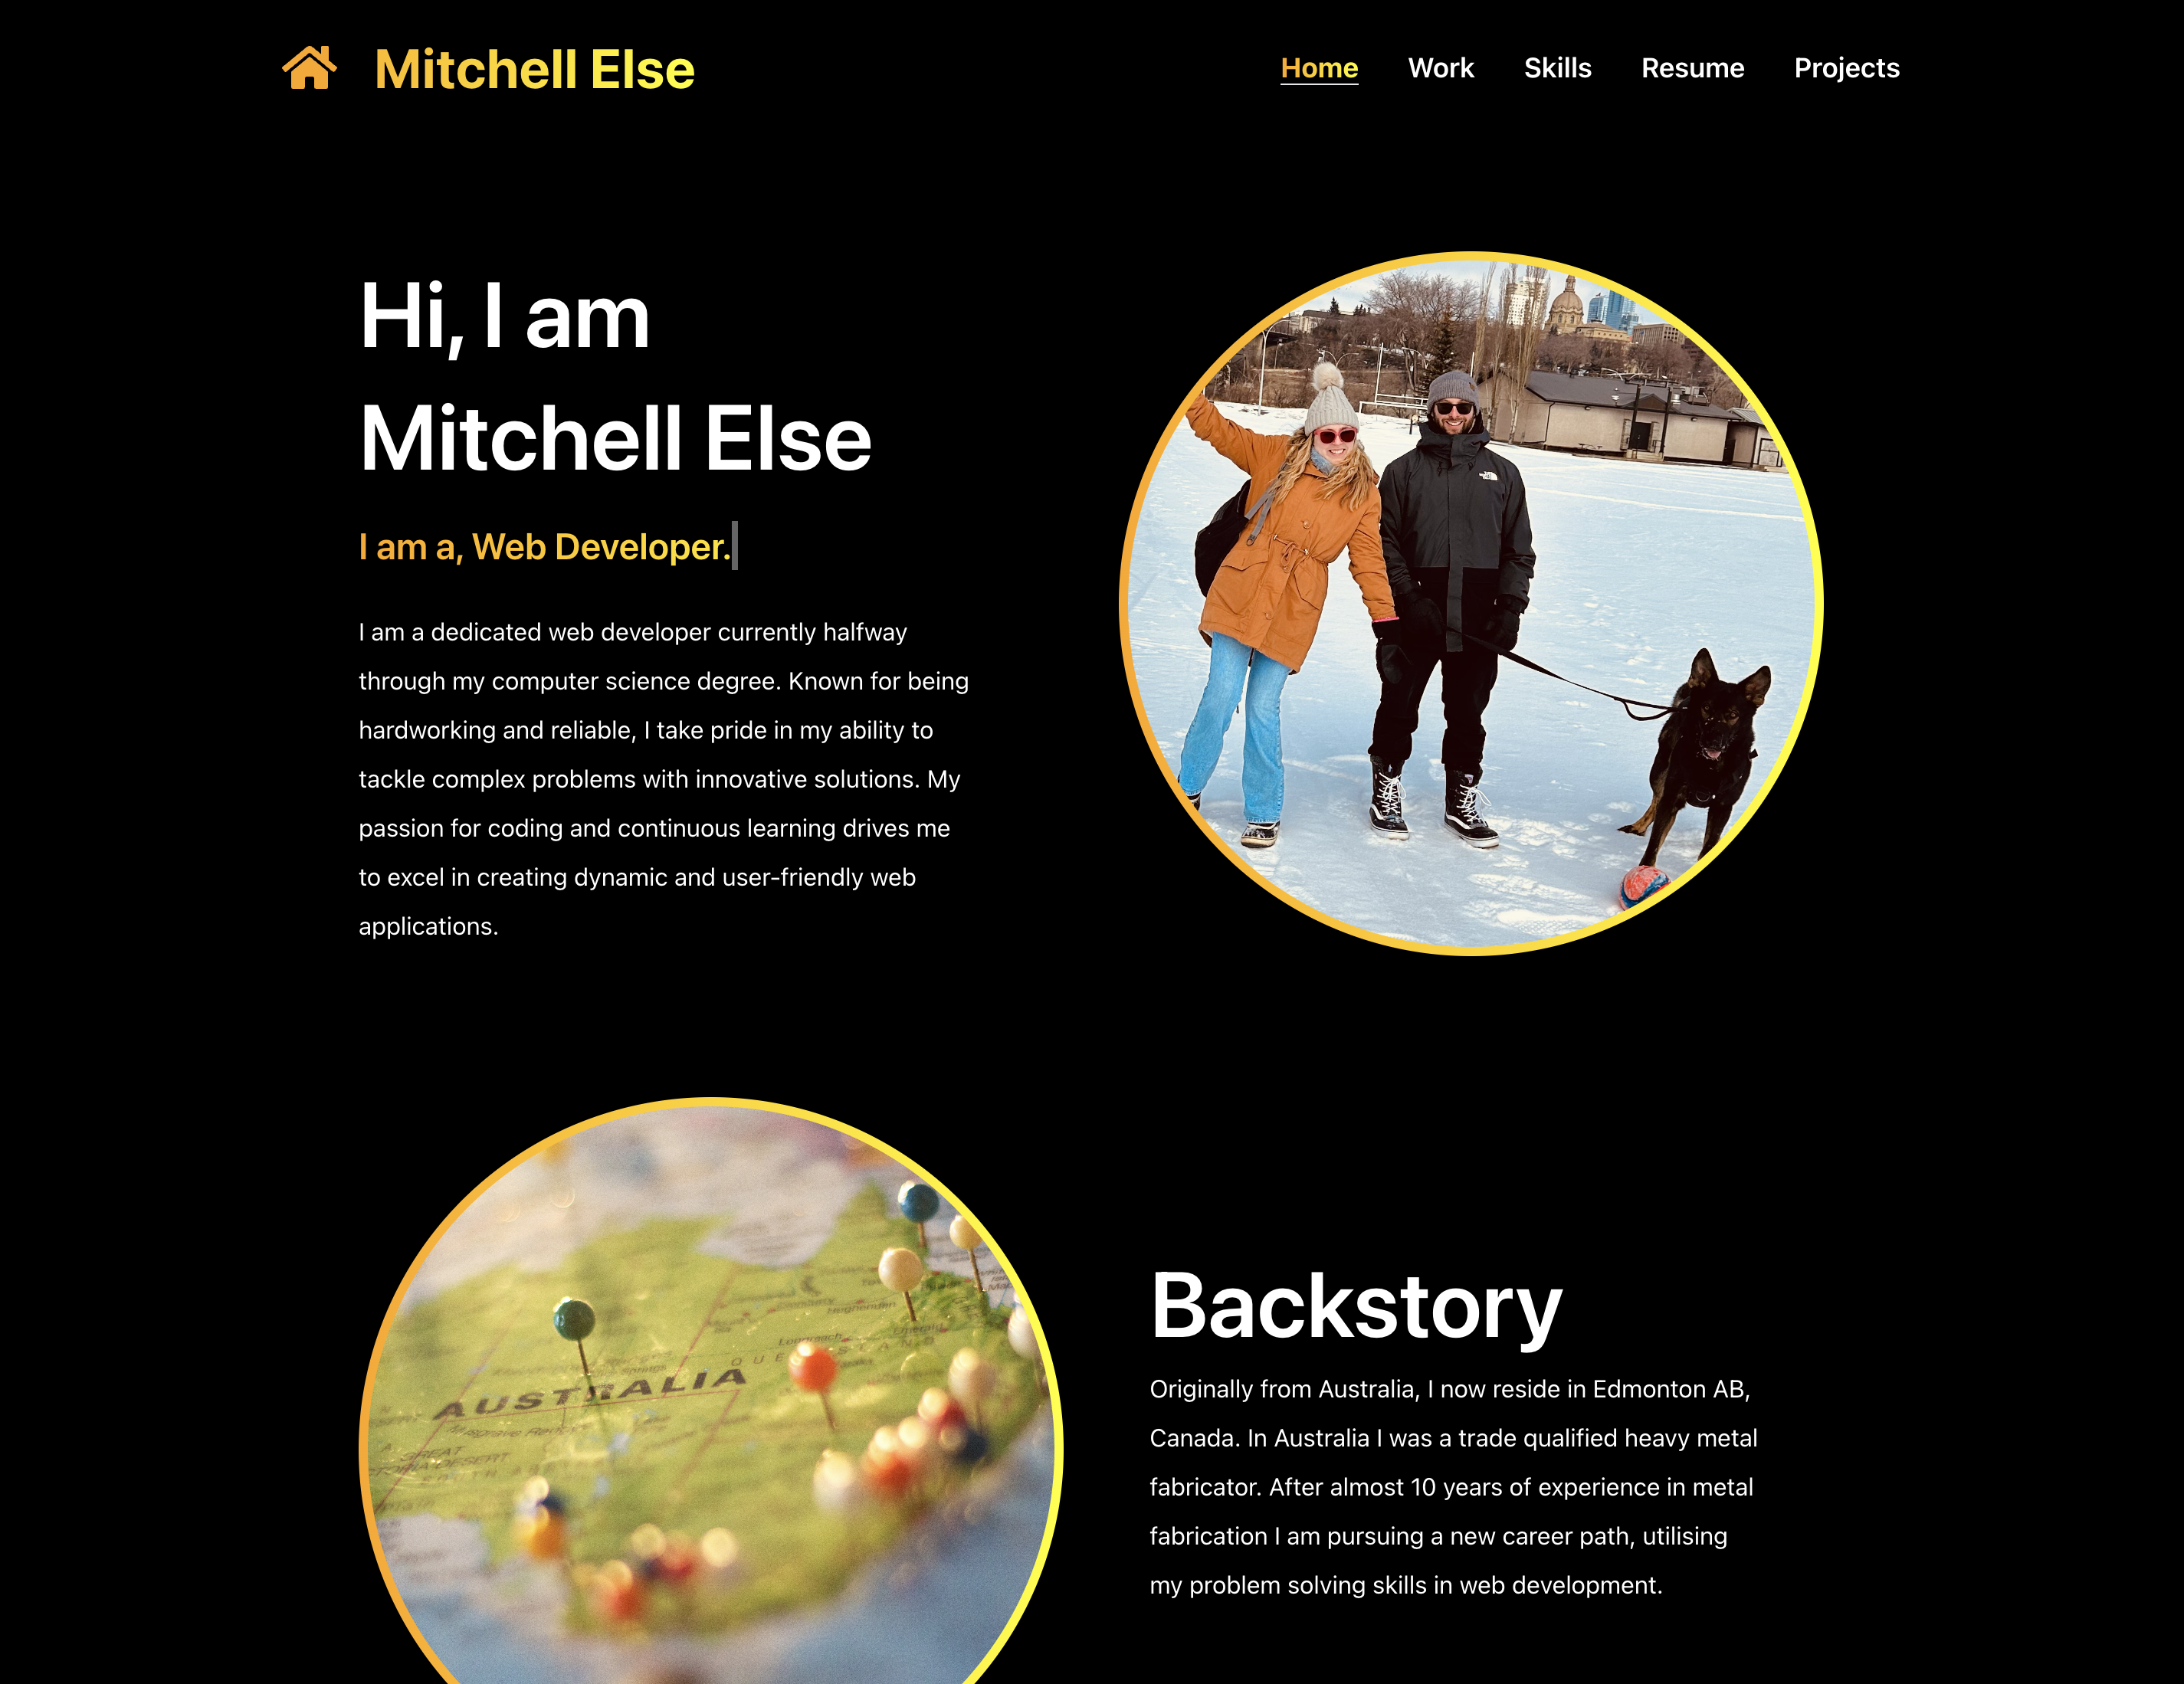 Mitchell Else
Home Work Skills Resume Projects
Hi, I am
Mitchell Else
I am a, Web Developer.
I am a dedicated web developer currently halfway
through my computer science degree. Known for being
hardworking and reliable, I take pride in my ability to
tackle complex problems with innovative solutions. My
passion for coding and continuous learning drives me
to excel in creating dynamic and user-friendly web
applications.
AUSTRALIA
Backstory
Originally from Australia, I now reside in Edmonton AB,
Canada. In Australia I was a trade qualified heavy metal
fabricator. After almost 10 years of experience in metal
fabrication I am pursuing a new career path, utilising
my problem solving skills in web development.